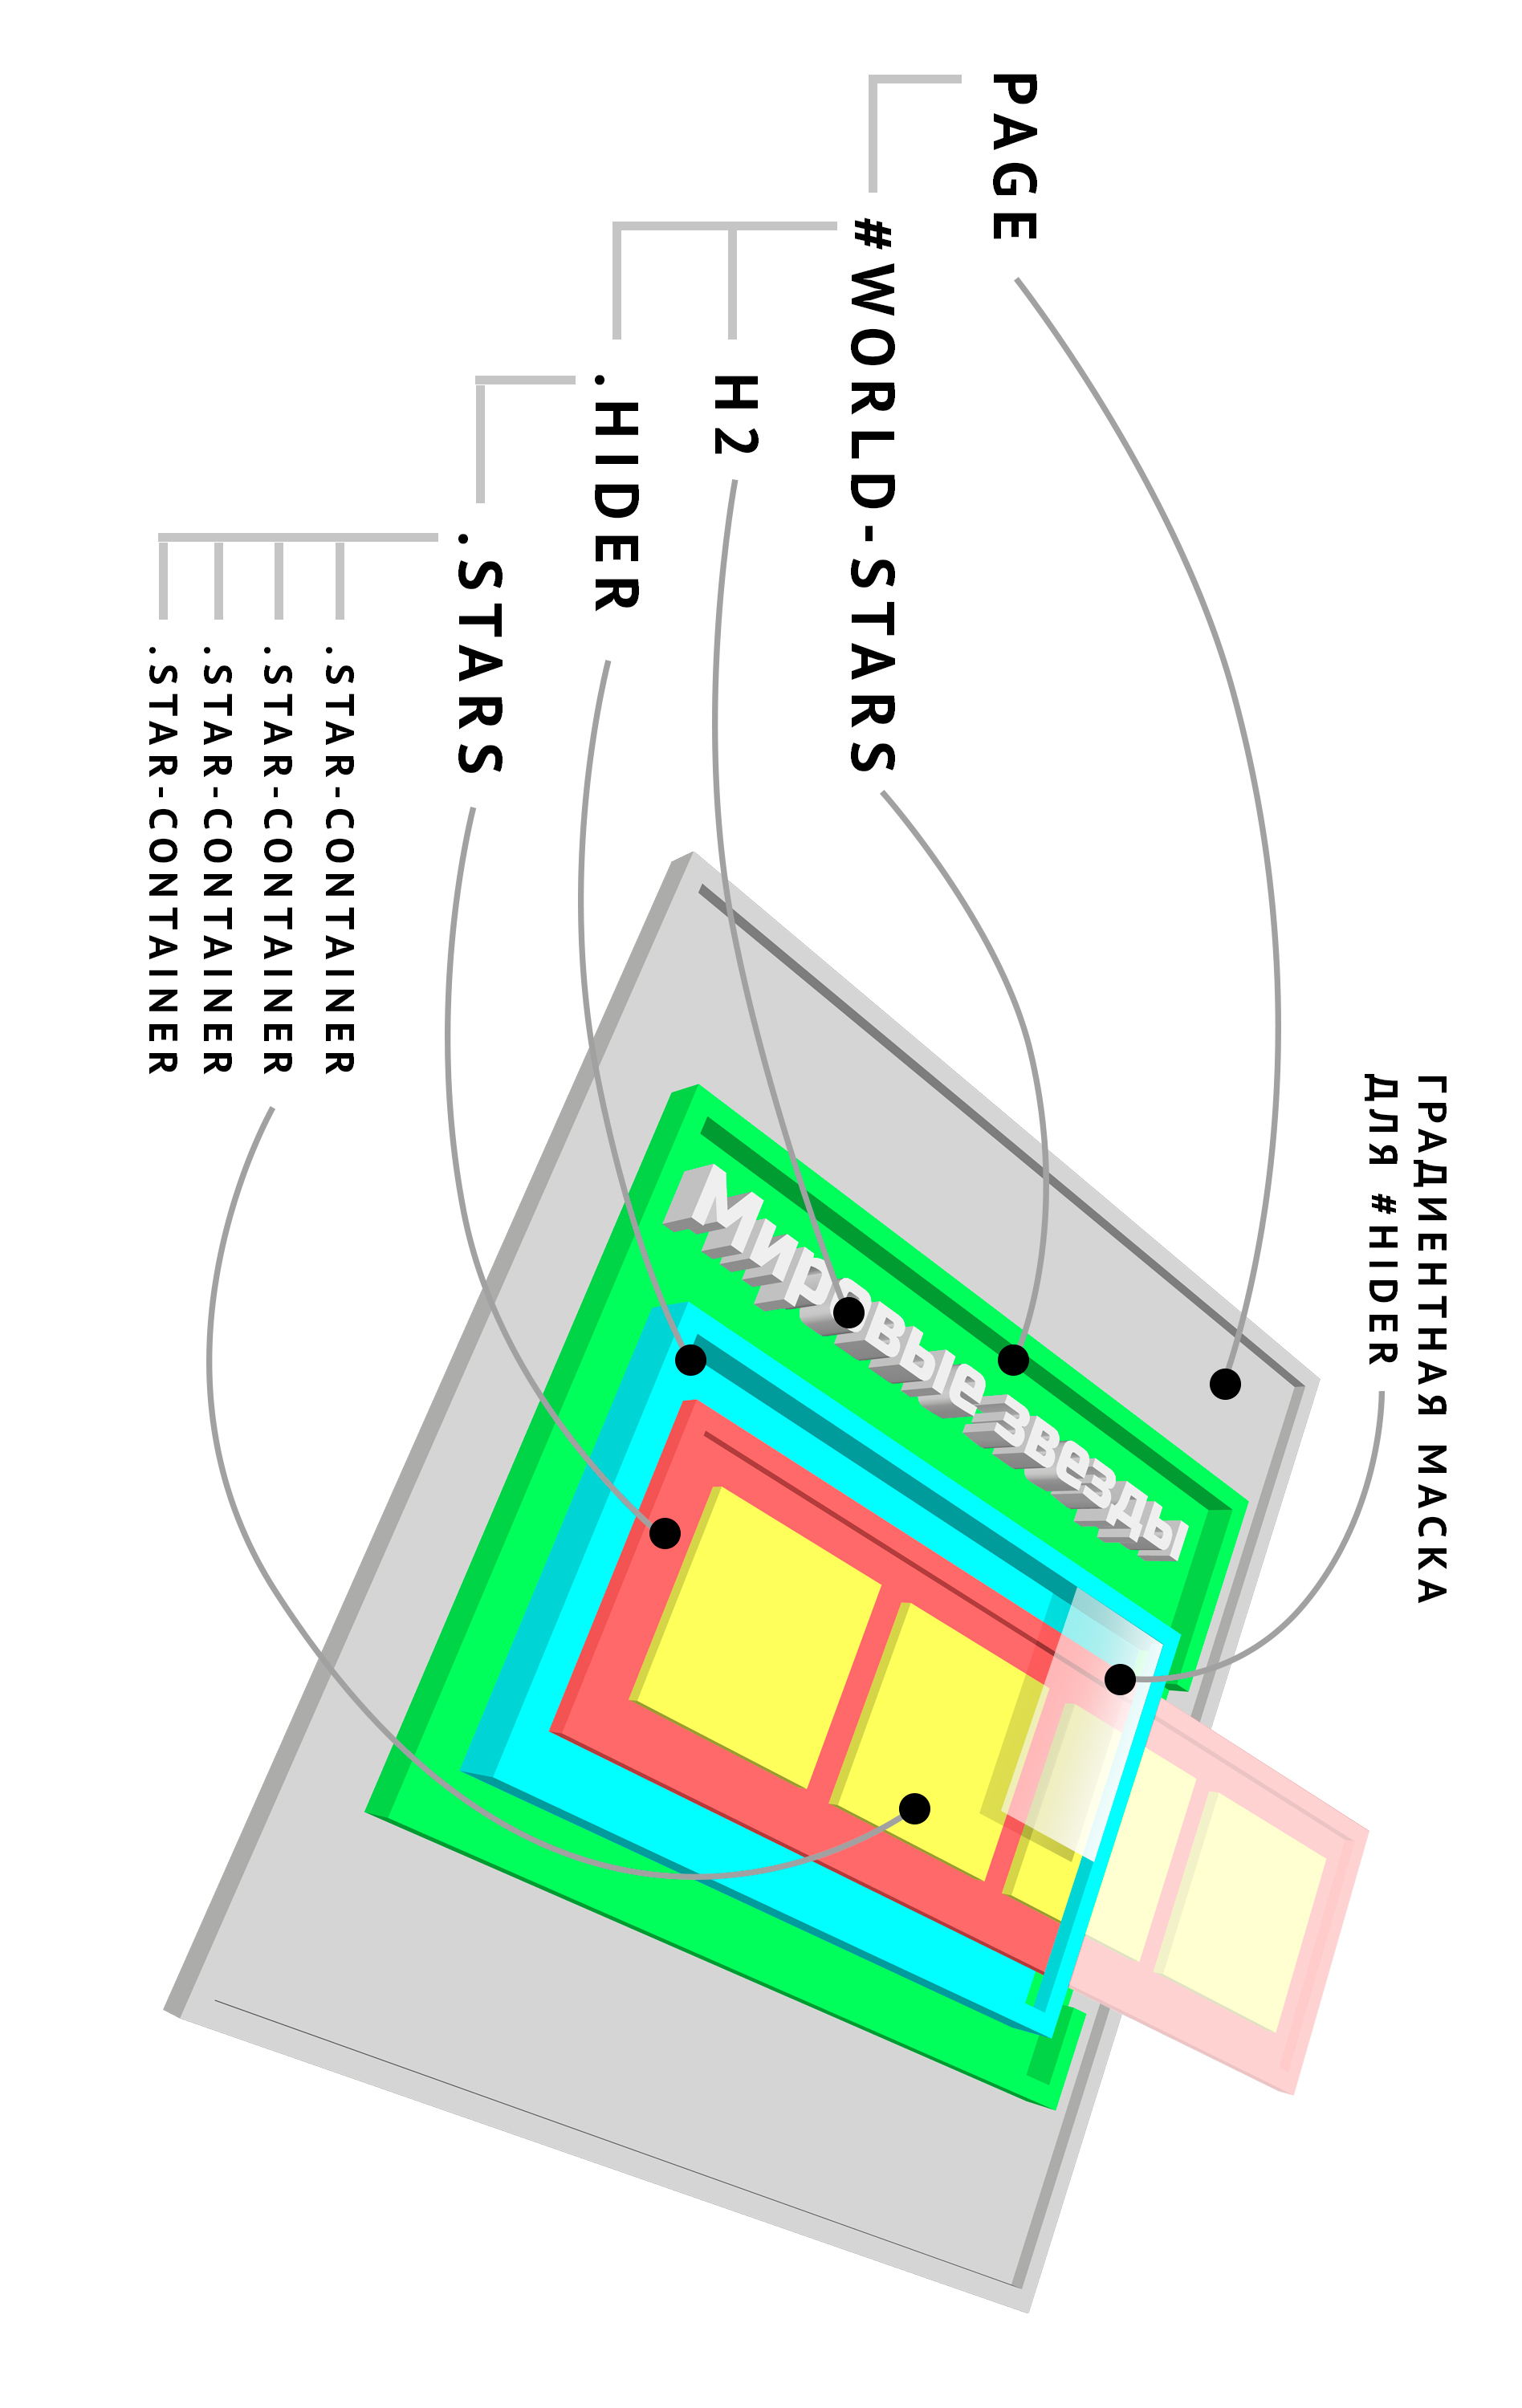 PAGE
#WORLD-STARS
H2
.HIDER
.STARS
.STAR-CONTAINER
.STAR-CONTAINER
.STAR-CONTAINER
.STAR-CONTAINER
ГРАДИЕНТНАЯ МАСКА
ДЛЯ #HIDER
Мировые звезды